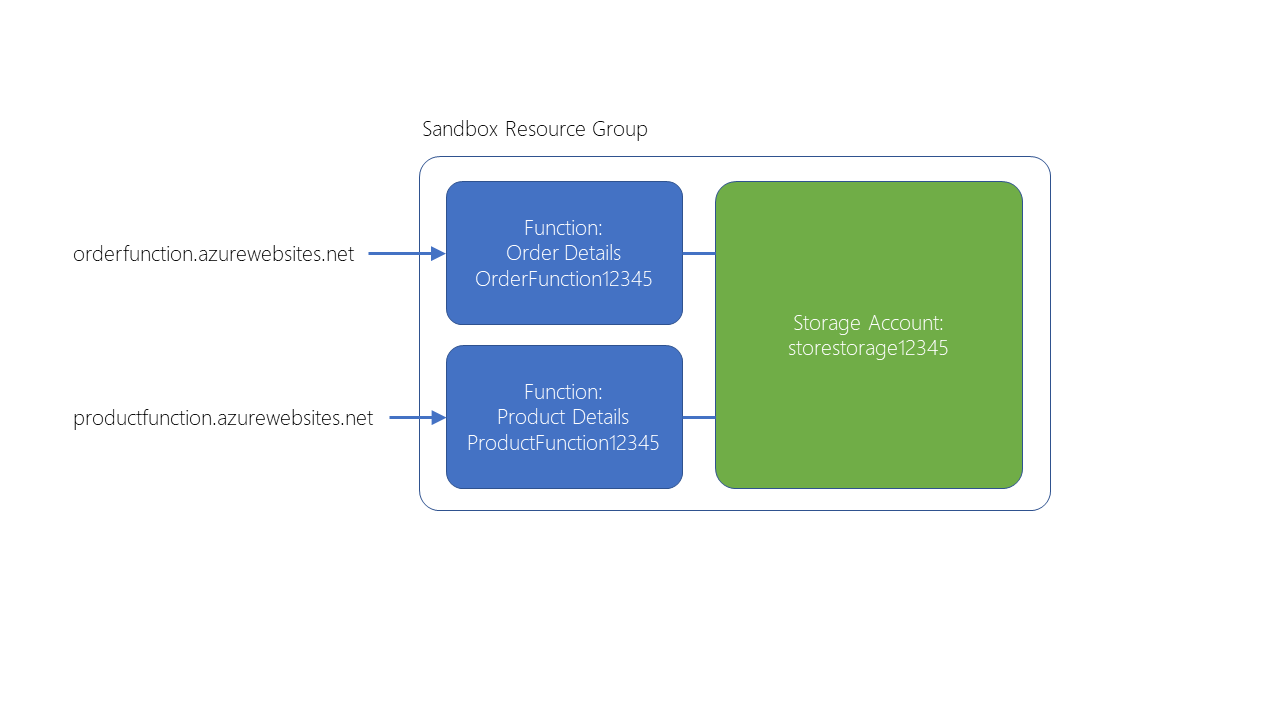 Sandbox Resource Group
orderfunction.azurewebsites.net
Function:
Order Details
OrderFunction12345
Storage Account:
storestorage12345
productfunction.azurewebsites.net
Function:
Product Details
ProductFunction12345